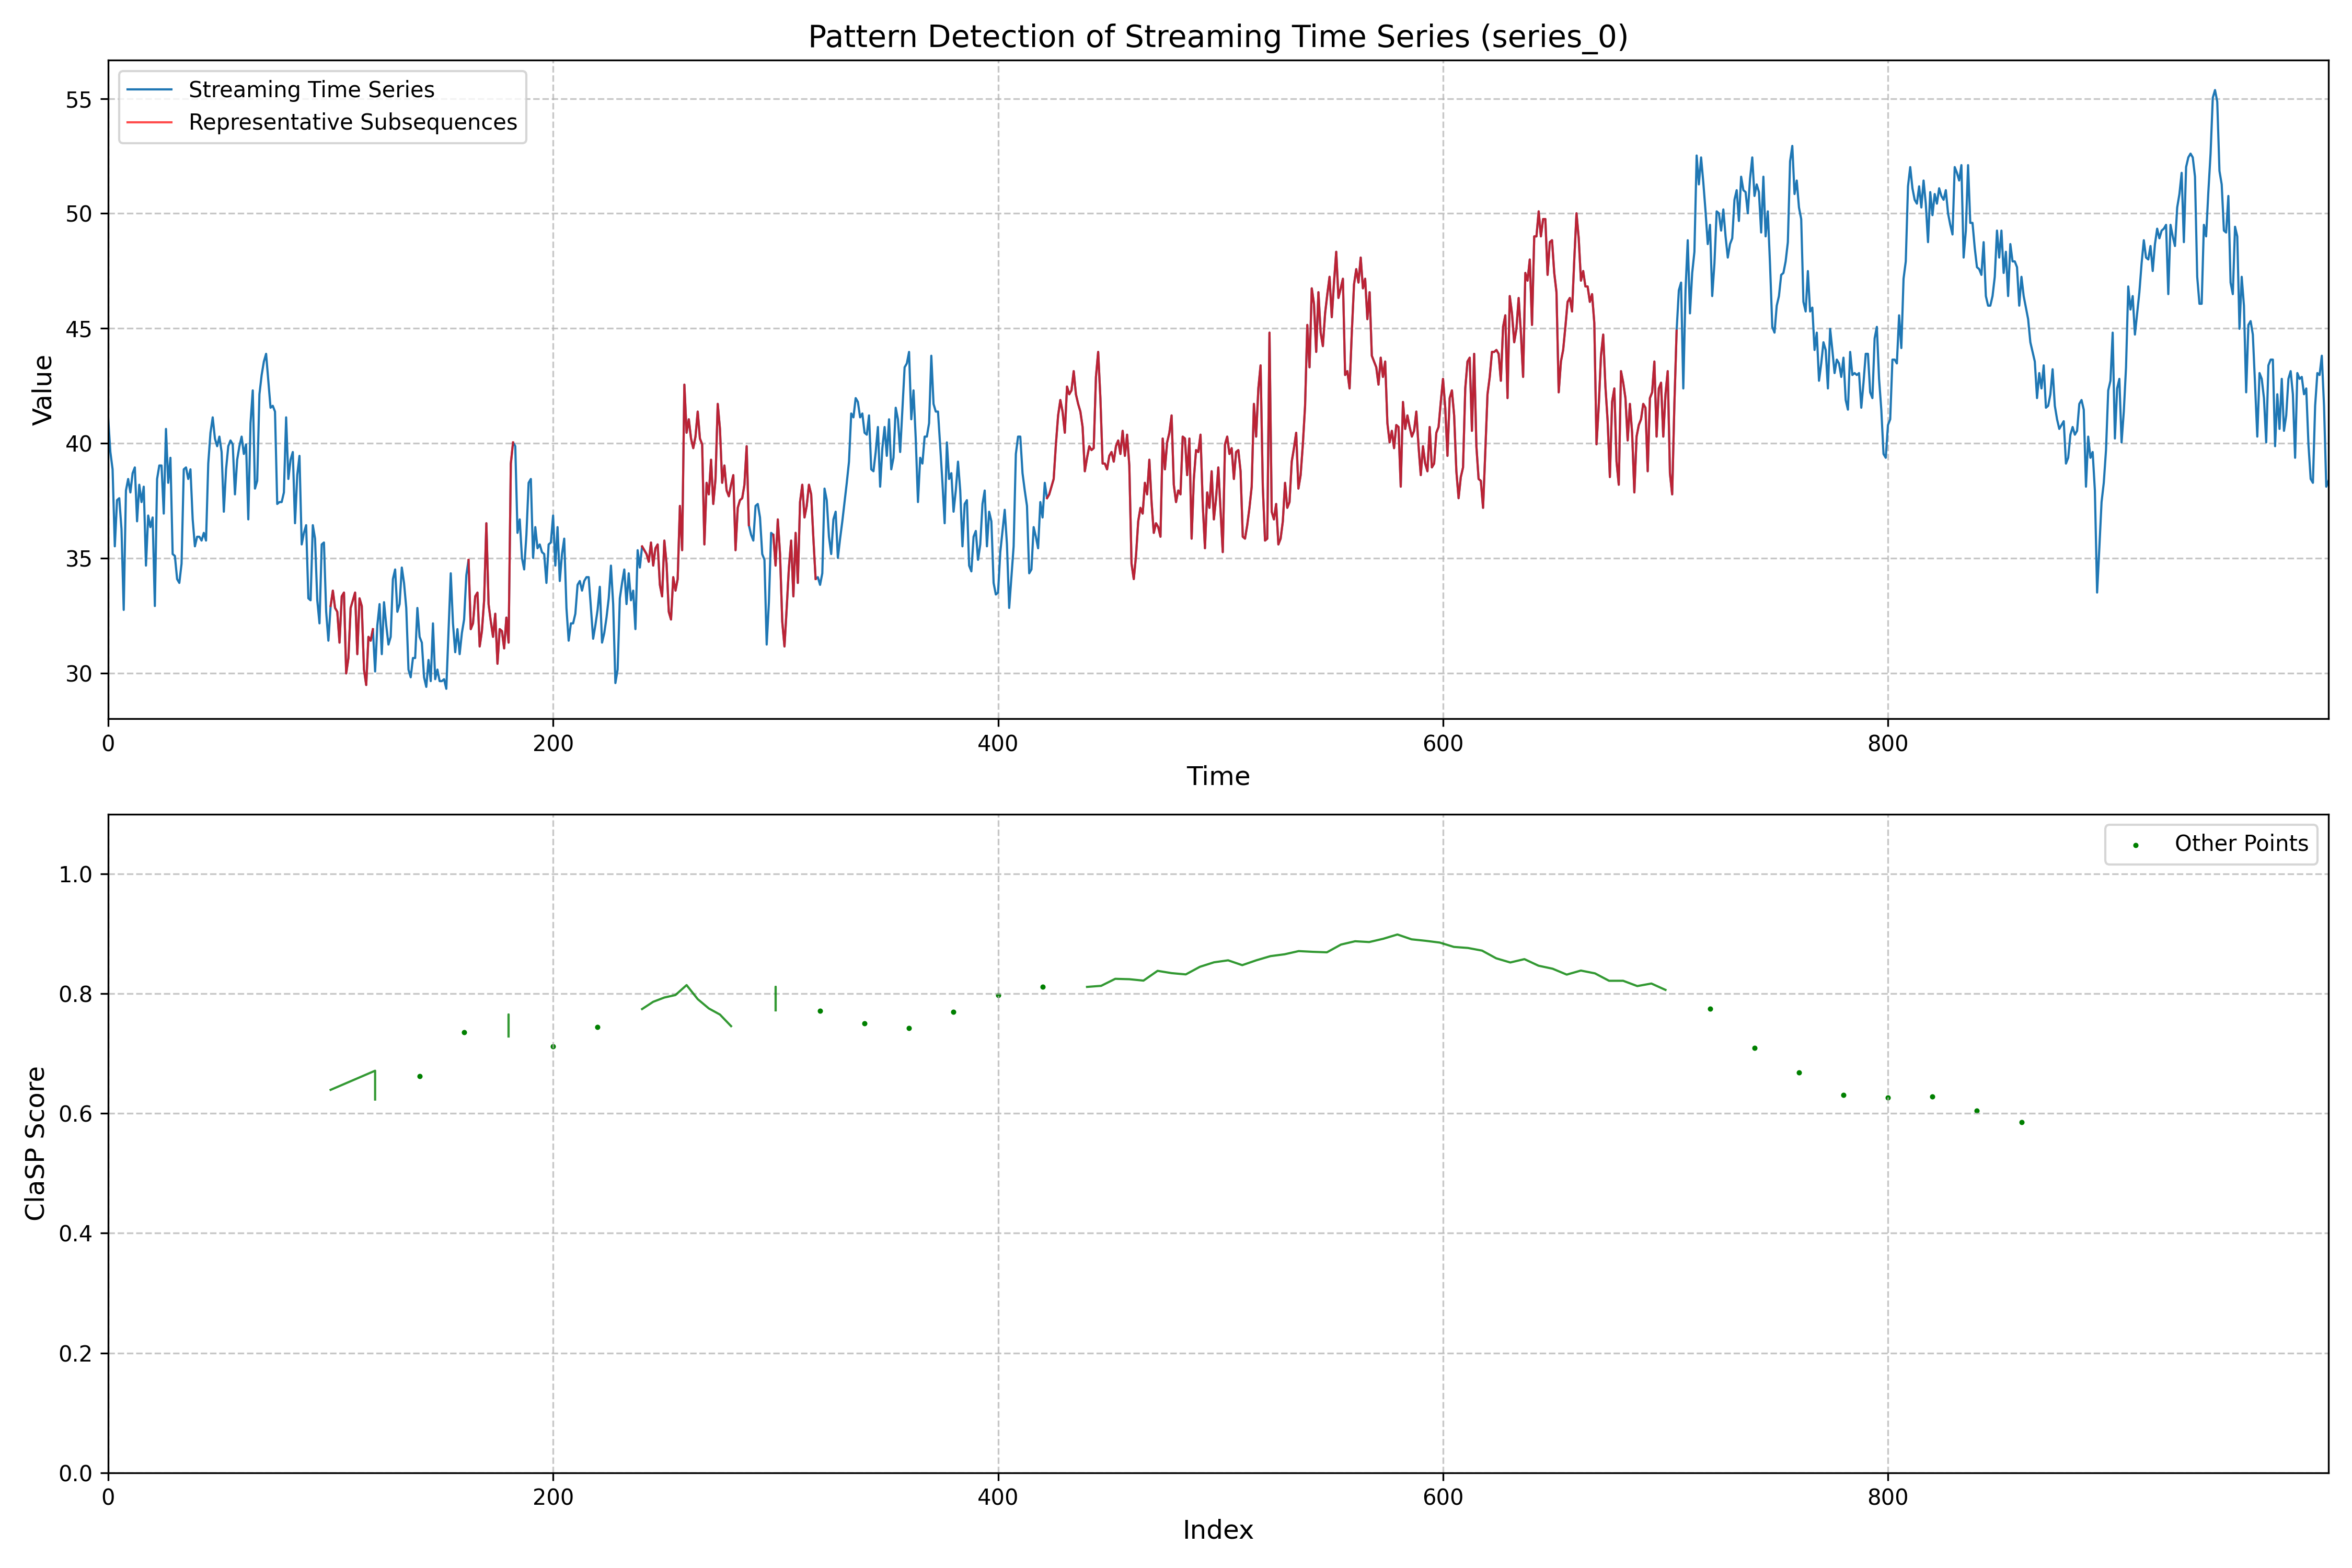 Pattern Detection of Streaming Time Series (series_0)
Streaming Time Series
Representative Subsequences
55
50
45
40
35
30
Value
0 200 400 600 800
Time
Other Points
1.0
0.8
0.6
0.4
0.2
0.0
ClaSP Score
0 200 400 600 800
Index